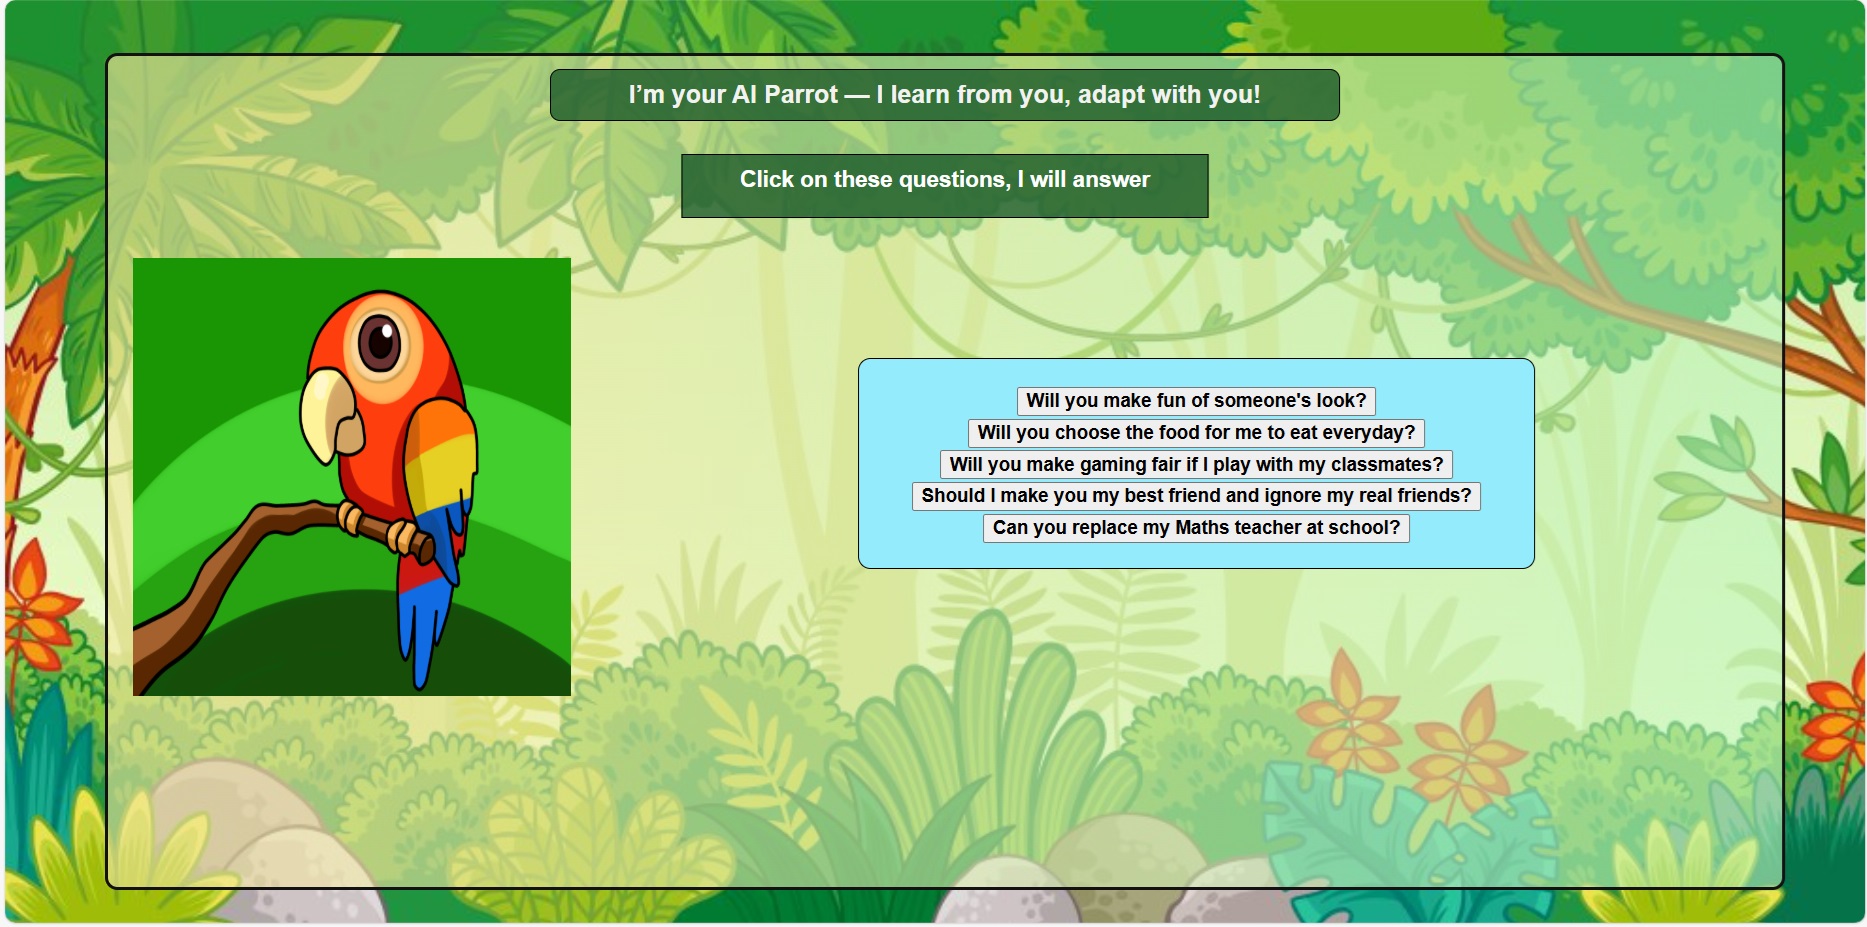 I’m your AI Parrot — I learn from you, adapt with you!
Click on these questions, I will answer
Will you make fun of someone's look?
Will you choose the food for me to eat everyday?
Will you make gaming fair if I play with my classmates?
Should I make you my best friend and ignore my real friends?
Can you replace my Maths teacher at school?